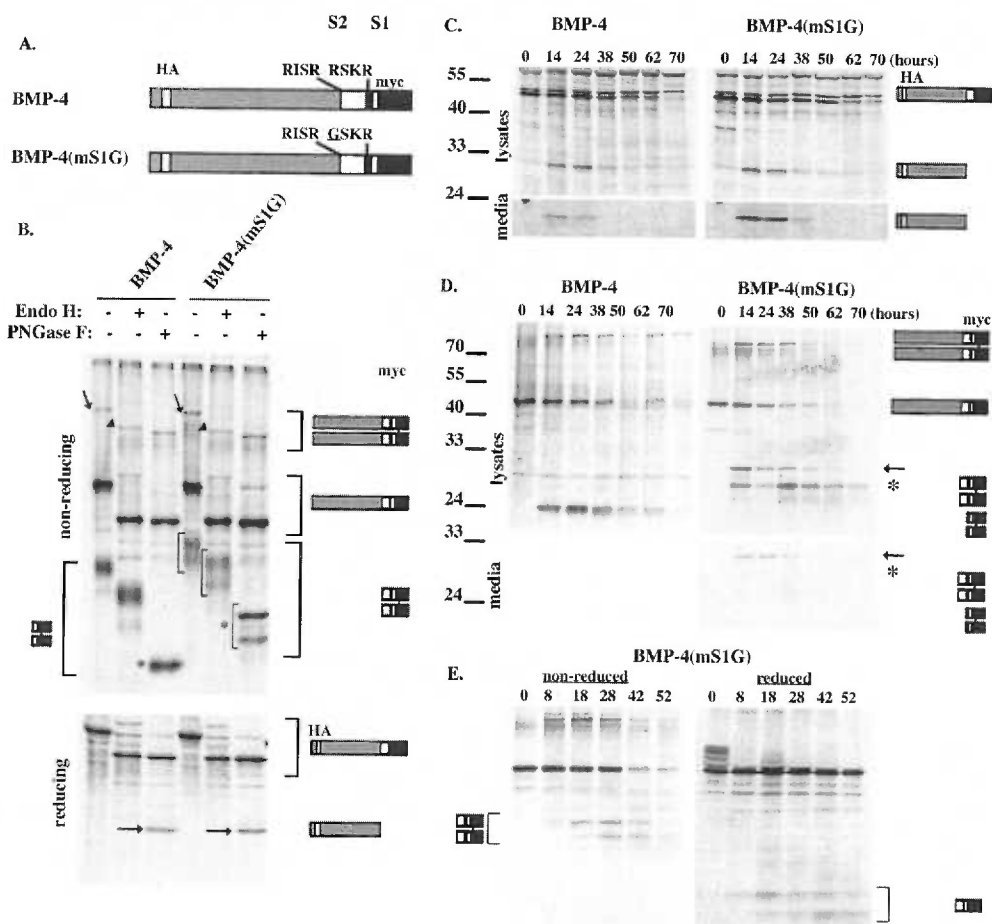 A.
S2 S1
HA RISR RSKR myc
BMP-4
RISR GSKR
BMP-4(mS1G)
B.
BMP-4 BMP-4(mS1G)
Endo H: - + - - + -
PNGase F: - - + - - +
myc
non-reducing
*
*
HA
reducing
C.
BMP-4 BMP-4(mS1G)
0 14 24 38 50 62 70 0 14 24 38 50 62 70 (hours)
HA
55
40
33
24
lysates
media
D.
BMP-4 BMP-4(mS1G)
0 14 24 38 50 62 70 0 14 24 38 50 62 70 (hours)
myc
70
55
40
33
24
lysates
*
33
24
media
*
BMP-4(mS1G)
E.
non-reduced reduced
0 8 18 28 42 52 0 8 18 28 42 52